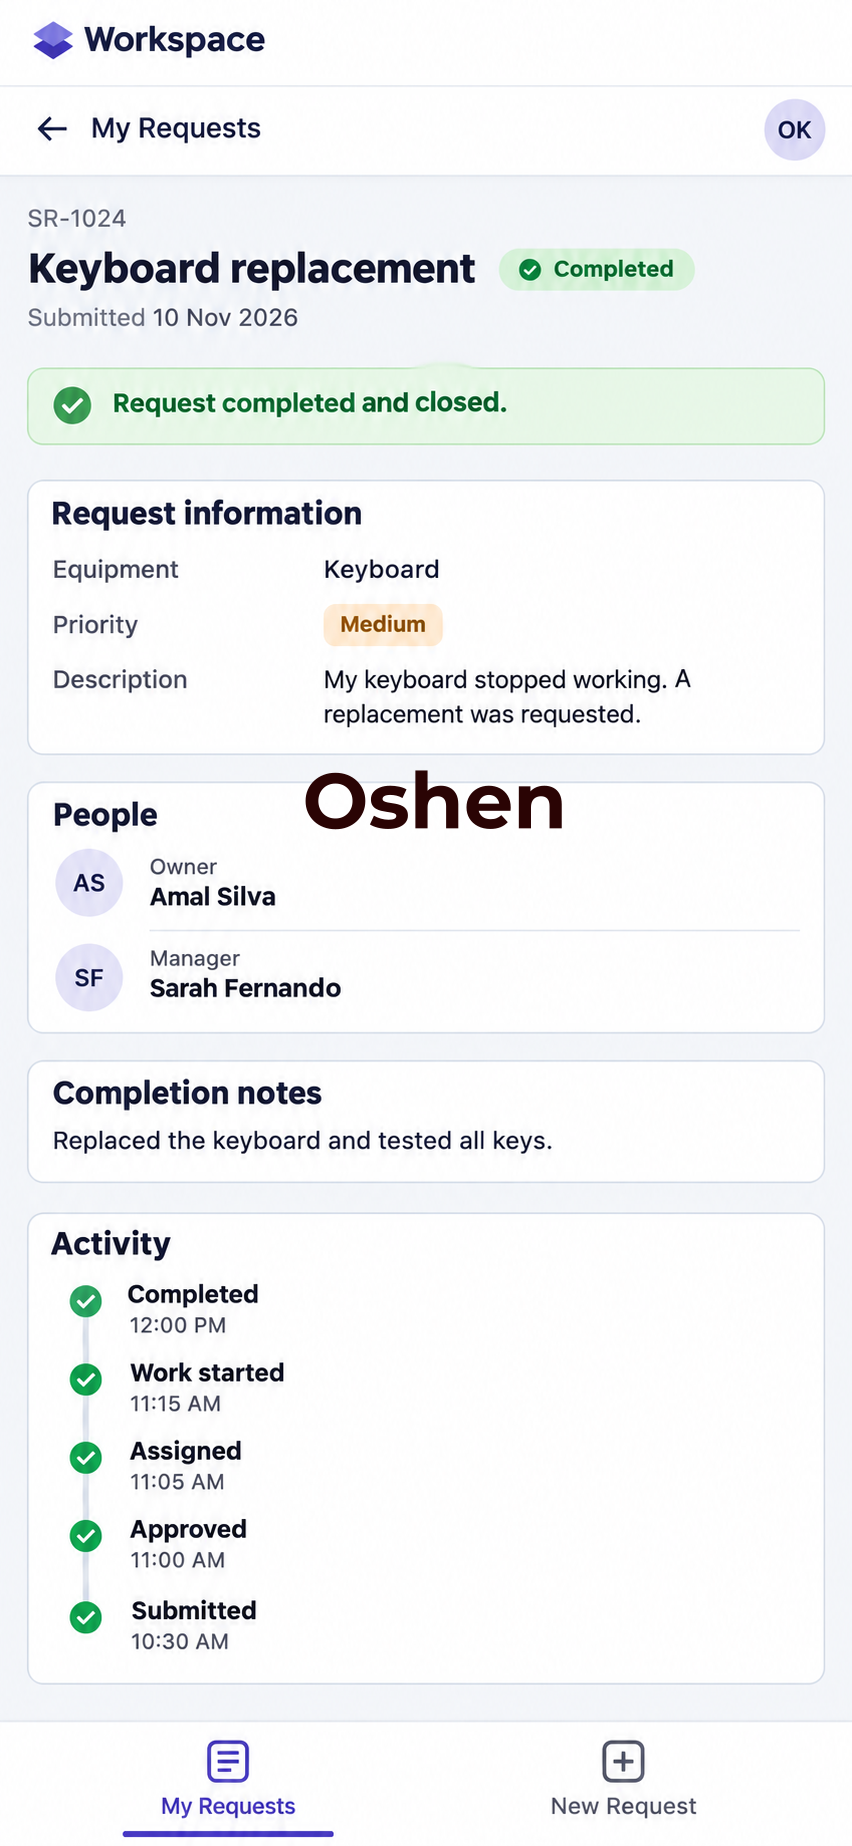 Workspace
My Requests
OK
SR-1024
Keyboard replacement
Completed
Submitted 10 Nov 2026
Request completed and closed.
Request information
Equipment
Keyboard
Priority
Medium
Description
My keyboard stopped working. A
replacement was requested.
Oshen
People
AS
Owner
Amal Silva
SF
Manager
Sarah Fernando
Completion notes
Replaced the keyboard and tested all keys.
Activity
Completed
12:00 PM
Work started
11:15 AM
Assigned
11:05 AM
Approved
11:00 AM
Submitted
10:30 AM
My Requests
New Request